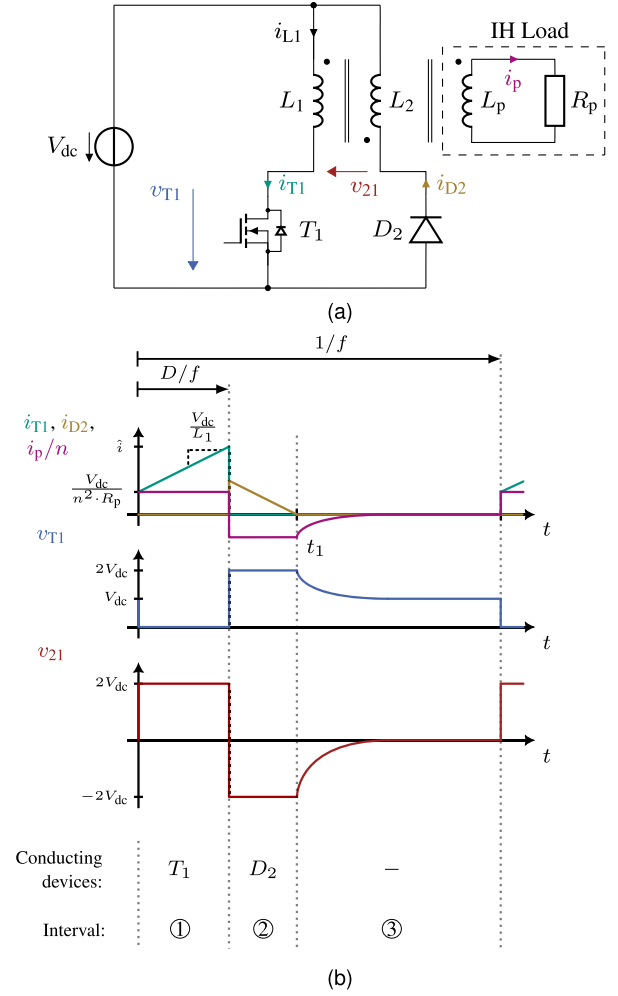 IH Load
i_L1
i_p
L_1 L_2 L_p R_p
V_dc
v_T1 i_T1 v_21 i_D2
T_1 D_2
(a)
1/f
D/f
i_T1, i_D2,
i_p/n
î
V_dc/L_1
V_dc/n²·R_p
t_1 t
v_T1
2V_dc
V_dc
t
v_21
2V_dc
t
−2V_dc
Conducting
devices:
T_1 D_2 −
Interval: ① ② ③
(b)